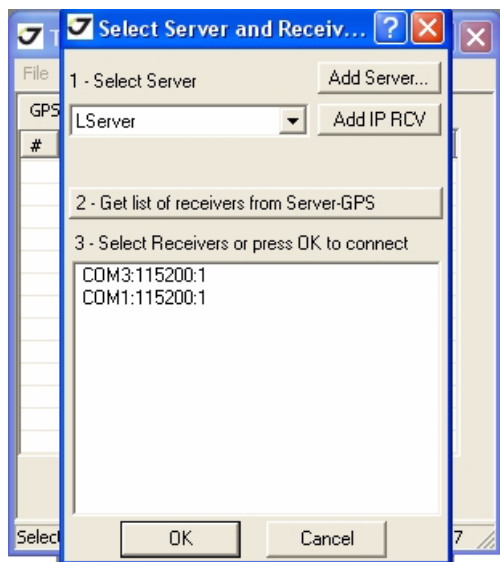 Select Server and Receiv...
File
1 - Select Server
Add Server...
GPS
LServer
Add IP RCV
#
2 - Get list of receivers from Server-GPS
3 - Select Receivers or press OK to connect
COM3:115200:1
COM1:115200:1
OK
Cancel
7